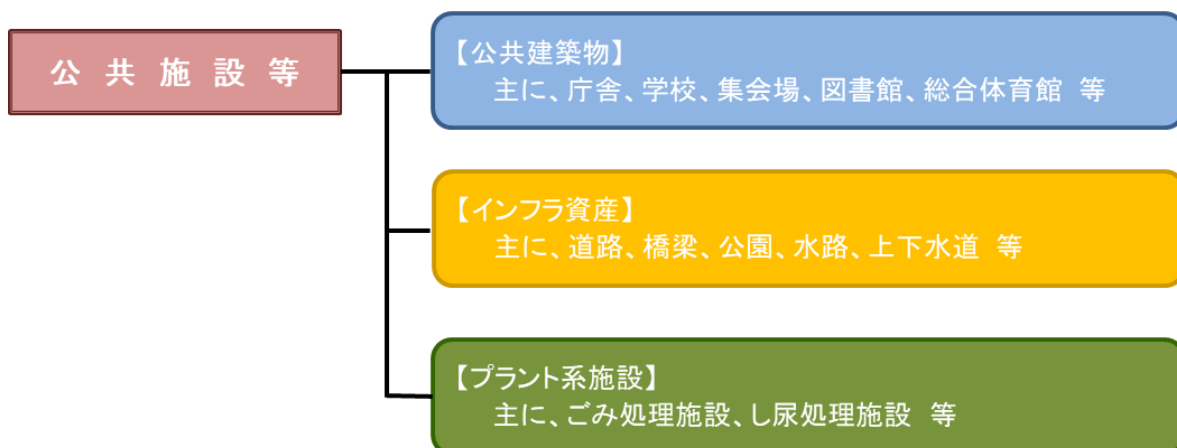 公共施設等
【公共建築物】
主に、庁舎、学校、集会場、図書館、総合体育館 等
【インフラ資産】
主に、道路、橋梁、公園、水路、上下水道 等
【プラント系施設】
主に、ごみ処理施設、し尿処理施設 等